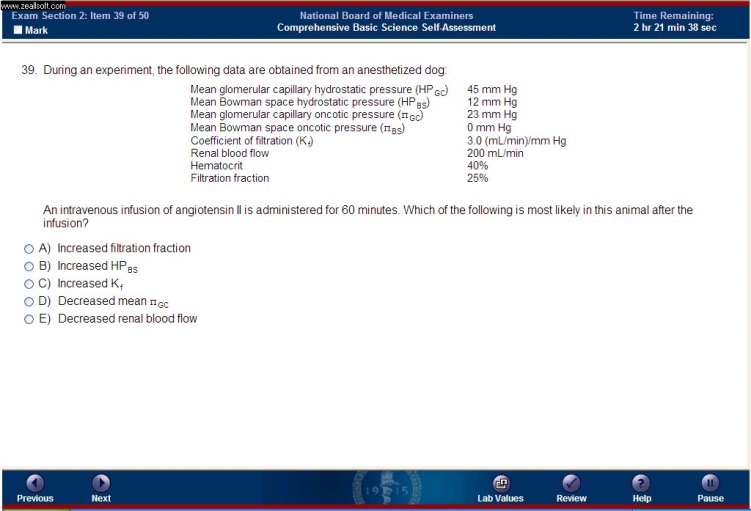 www.zeallsoft.com
Exam Section 2: Item 39 of 50
National Board of Medical Examiners
Time Remaining:
Mark
Comprehensive Basic Science Self-Assessment
2 hr 21 min 38 sec
39. During an experiment, the following data are obtained from an anesthetized dog:
Mean glomerular capillary hydrostatic pressure (HPGC) 45 mm Hg
Mean Bowman space hydrostatic pressure (HPBS) 12 mm Hg
Mean glomerular capillary oncotic pressure (πGC) 23 mm Hg
Mean Bowman space oncotic pressure (πBS) 0 mm Hg
Coefficient of filtration (Kf) 3.0 (mL/min)/mm Hg
Renal blood flow 200 mL/min
Hematocrit 40%
Filtration fraction 25%
An intravenous infusion of angiotensin II is administered for 60 minutes. Which of the following is most likely in this animal after the
infusion?
A) Increased filtration fraction
B) Increased HPBS
C) Increased Kf
D) Decreased mean πGC
E) Decreased renal blood flow
19 15
Previous Next Lab Values Review Help Pause